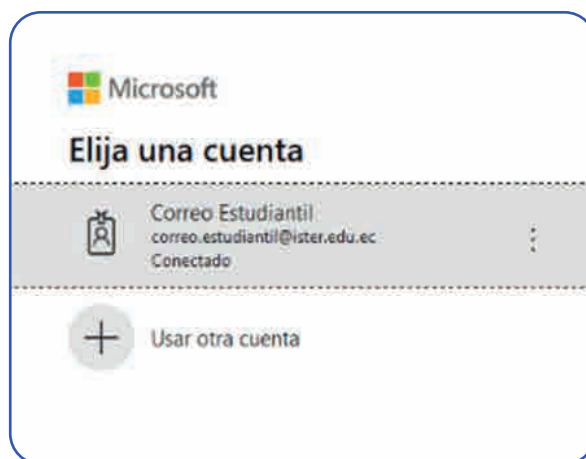 Microsoft
Elija una cuenta
Correo Estudiantil
correo.estudiantil@ister.edu.ec
Conectado
Usar otra cuenta